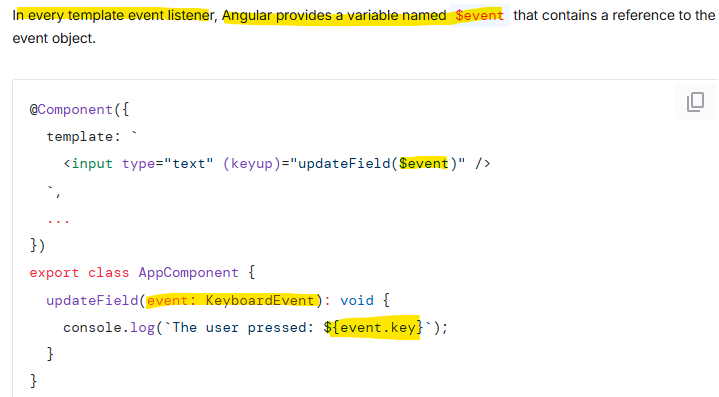 In every template event listener, Angular provides a variable named $event that contains a reference to the
event object.
@Component({
  template: `
    <input type="text" (keyup)="updateField($event)" />
  `,
  ...
})
export class AppComponent {
  updateField(event: KeyboardEvent): void {
    console.log(`The user pressed: ${event.key}`);
  }
}